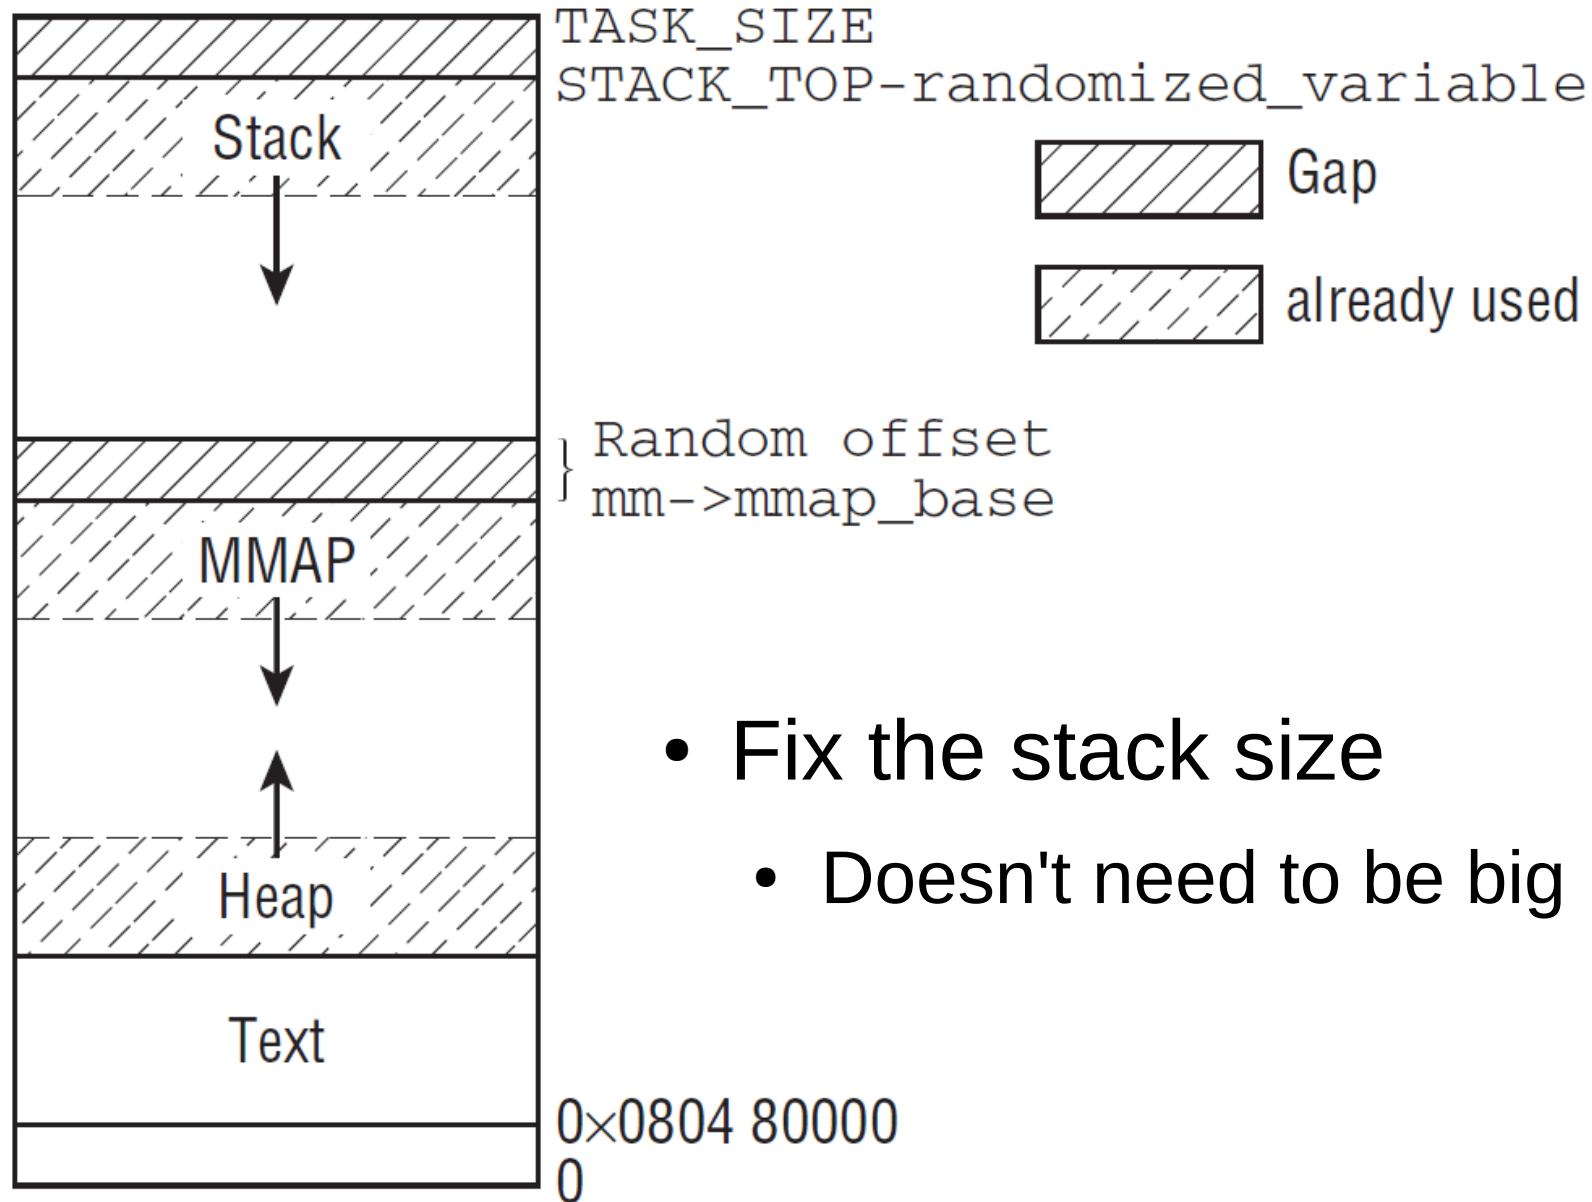 TASK_SIZE
STACK_TOP-randomized_variable
Stack
Gap
already used
Random offset
mm->mmap_base
MMAP
• Fix the stack size
• Doesn't need to be big
Heap
Text
0×0804 80000
0